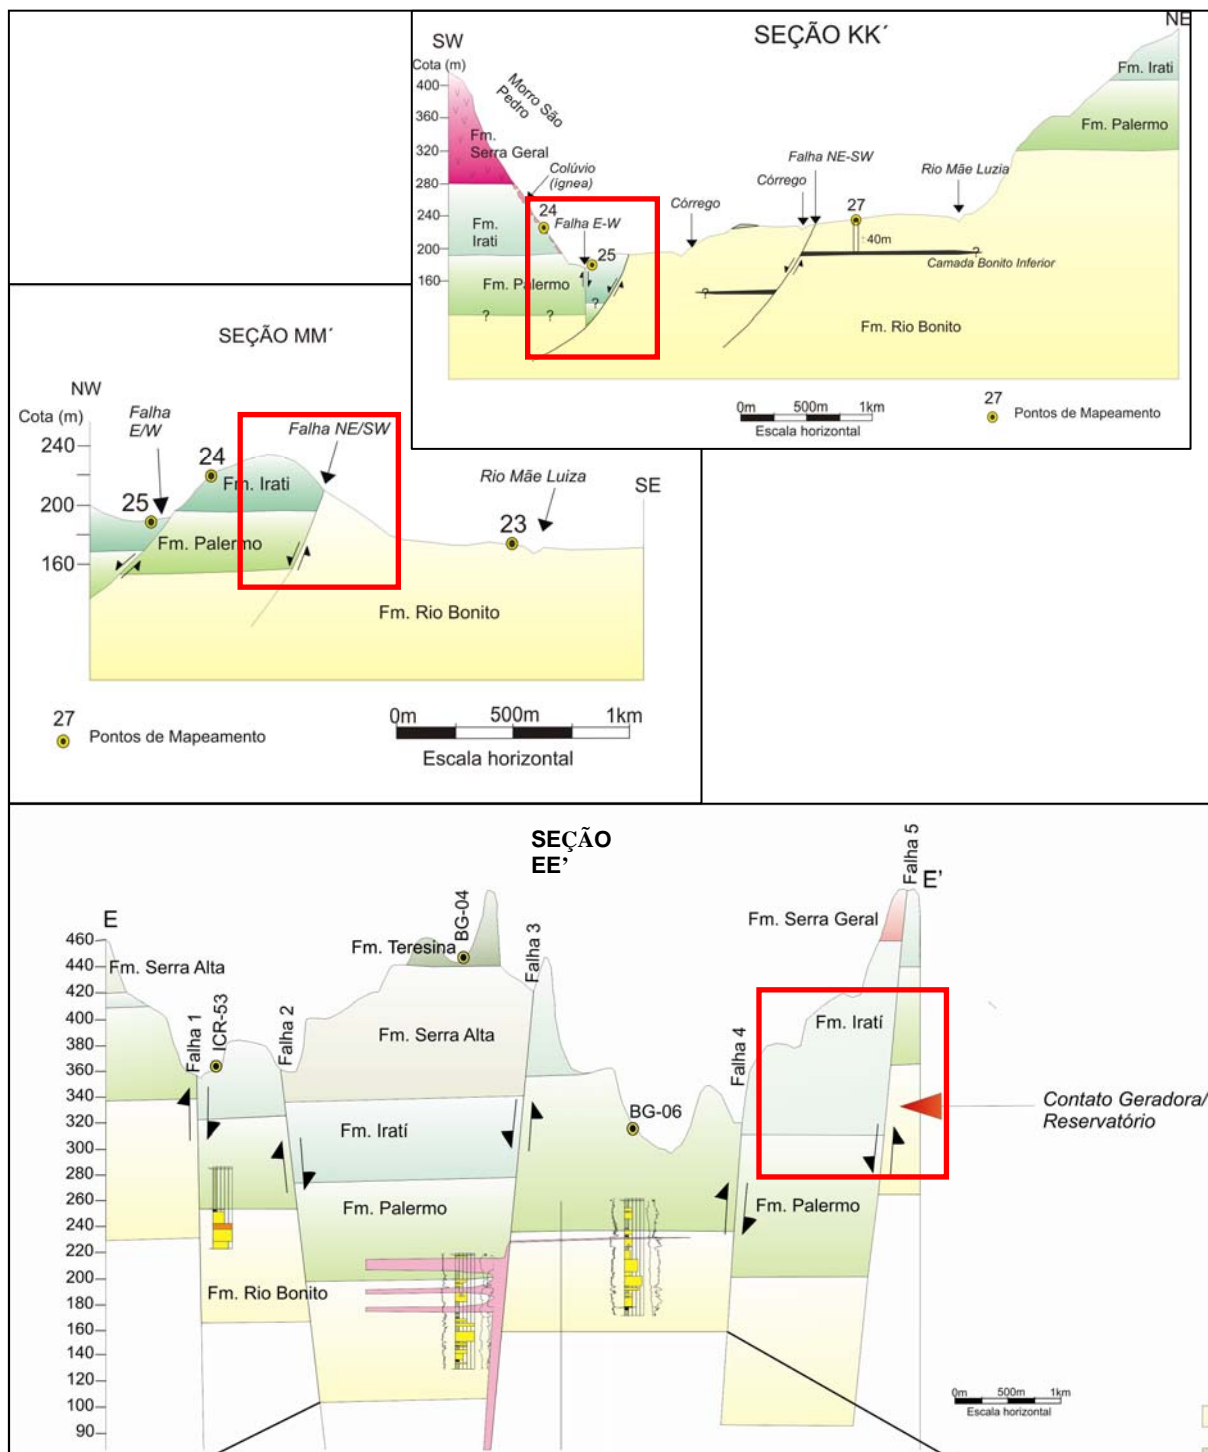 SEÇÃO KK´
SW
NE
Cota (m)
400
360
320
280
240
200
160
Morro São
Pedro
Fm.
Serra Geral
Colúvio
(ígnea)
24
Falha E-W
25
Fm.
Irati
Fm. Palermo
?
?
?
Córrego
Córrego
Falha NE-SW
27
: 40m
Rio Mãe Luzia
?
?
Camada Bonito Inferior
Fm. Rio Bonito
Fm. Irati
Fm. Palermo
0m 500m 1km
Escala horizontal
27
Pontos de Mapeamento
SEÇÃO MM´
NW
SE
Cota (m)
240
200
160
Falha
E/W
24
25
Falha NE/SW
Fm. Irati
Fm. Palermo
Rio Mãe Luiza
23
Fm. Rio Bonito
27
Pontos de Mapeamento
0m 500m 1km
Escala horizontal
SEÇÃO
EE’
E
E'
460
440
420
400
380
360
340
320
300
280
260
240
220
200
180
160
140
120
100
90
Fm. Serra Alta
Falha 1
ICR-53
Falha 2
Fm. Teresina
BG-04
Falha 3
Fm. Serra Alta
Fm. Iratí
Fm. Palermo
Fm. Rio Bonito
BG-06
Falha 4
Fm. Serra Geral
Falha 5
Fm. Iratí
Fm. Palermo
Contato Geradora/
Reservatório
0m 500m 1km
Escala horizontal